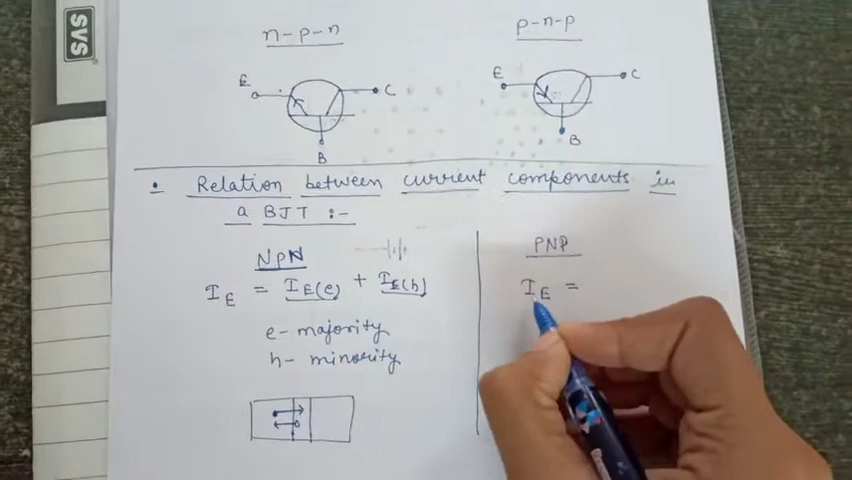 SVS
n-p-n
p-n-p
E
C
B
E
C
B
• Relation between current components in
a BJT :-
NPN
I_E = I_E(e) + I_E(h)
e- majority
h- minority
PNP
I_E =